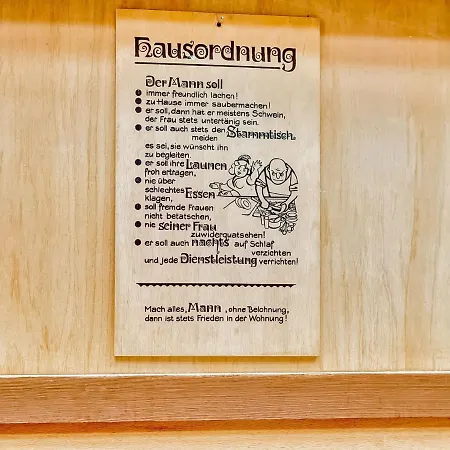 Hausordnung
Der Mann soll
immer freundlich lachen!
zu Hause immer saubermachen!
er soll, dann hat er meistens Schwein,
der Frau stets untertänig sein.
er soll auch stets den Stammtisch
meiden
es sei, sie wünscht ihn
zu begleiten.
er soll ihre Launen
froh ertragen,
nie über
schlechtes Essen
klagen,
soll fremde Frauen
nicht betatschen,
nie seiner Frau
zuwiderquatschen!
er soll auch nachts auf Schlaf
verzichten
und jede Dienstleistung verrichten!
Mach alles, Mann, ohne Belohnung,
dann ist stets Frieden in der Wohnung!